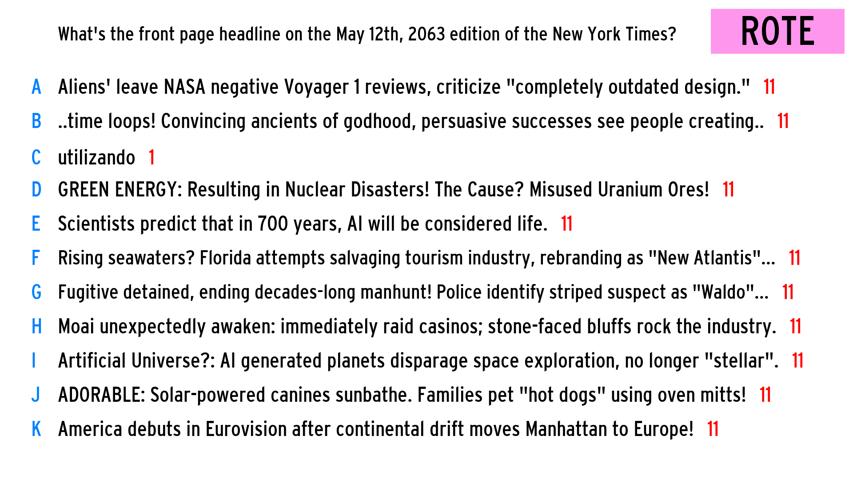 What's the front page headline on the May 12th, 2063 edition of the New York Times?
ROTE
A Aliens' leave NASA negative Voyager 1 reviews, criticize "completely outdated design." 11
B ..time loops! Convincing ancients of godhood, persuasive successes see people creating.. 11
C utilizando 1
D GREEN ENERGY: Resulting in Nuclear Disasters! The Cause? Misused Uranium Ores! 11
E Scientists predict that in 700 years, AI will be considered life. 11
F Rising seawaters? Florida attempts salvaging tourism industry, rebranding as "New Atlantis"... 11
G Fugitive detained, ending decades-long manhunt! Police identify striped suspect as "Waldo"... 11
H Moai unexpectedly awaken: immediately raid casinos; stone-faced bluffs rock the industry. 11
I Artificial Universe?: AI generated planets disparage space exploration, no longer "stellar". 11
J ADORABLE: Solar-powered canines sunbathe. Families pet "hot dogs" using oven mitts! 11
K America debuts in Eurovision after continental drift moves Manhattan to Europe! 11